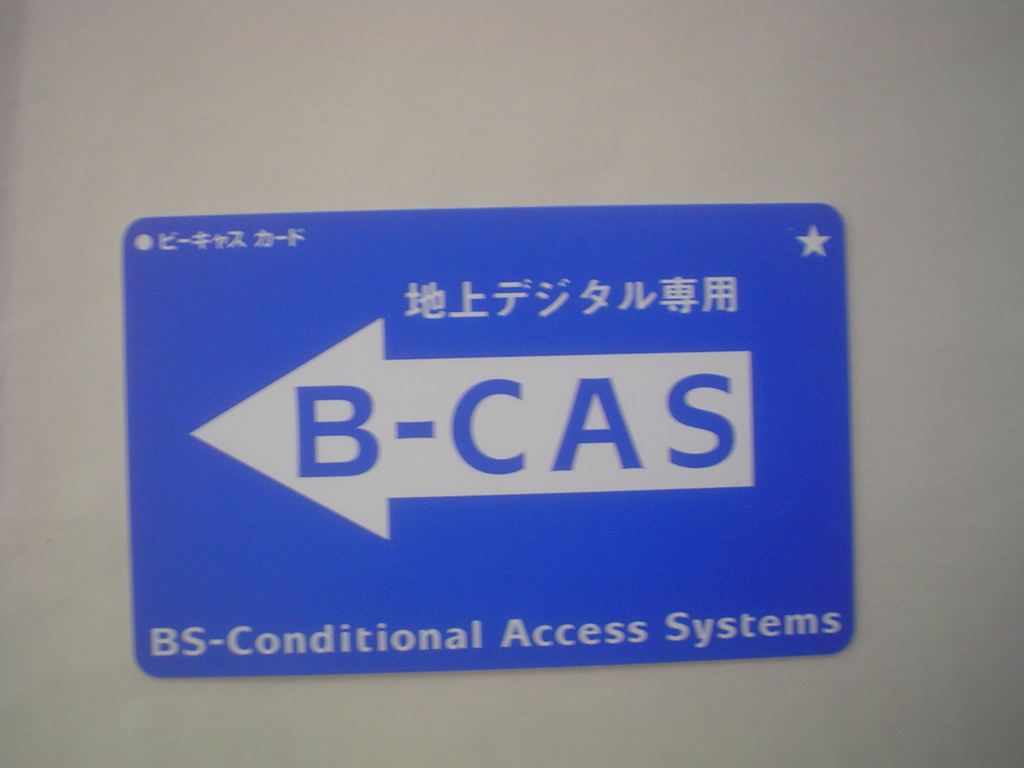 ●ビーキャス カード
★
地上デジタル専用
B-CAS
BS-Conditional Access Systems